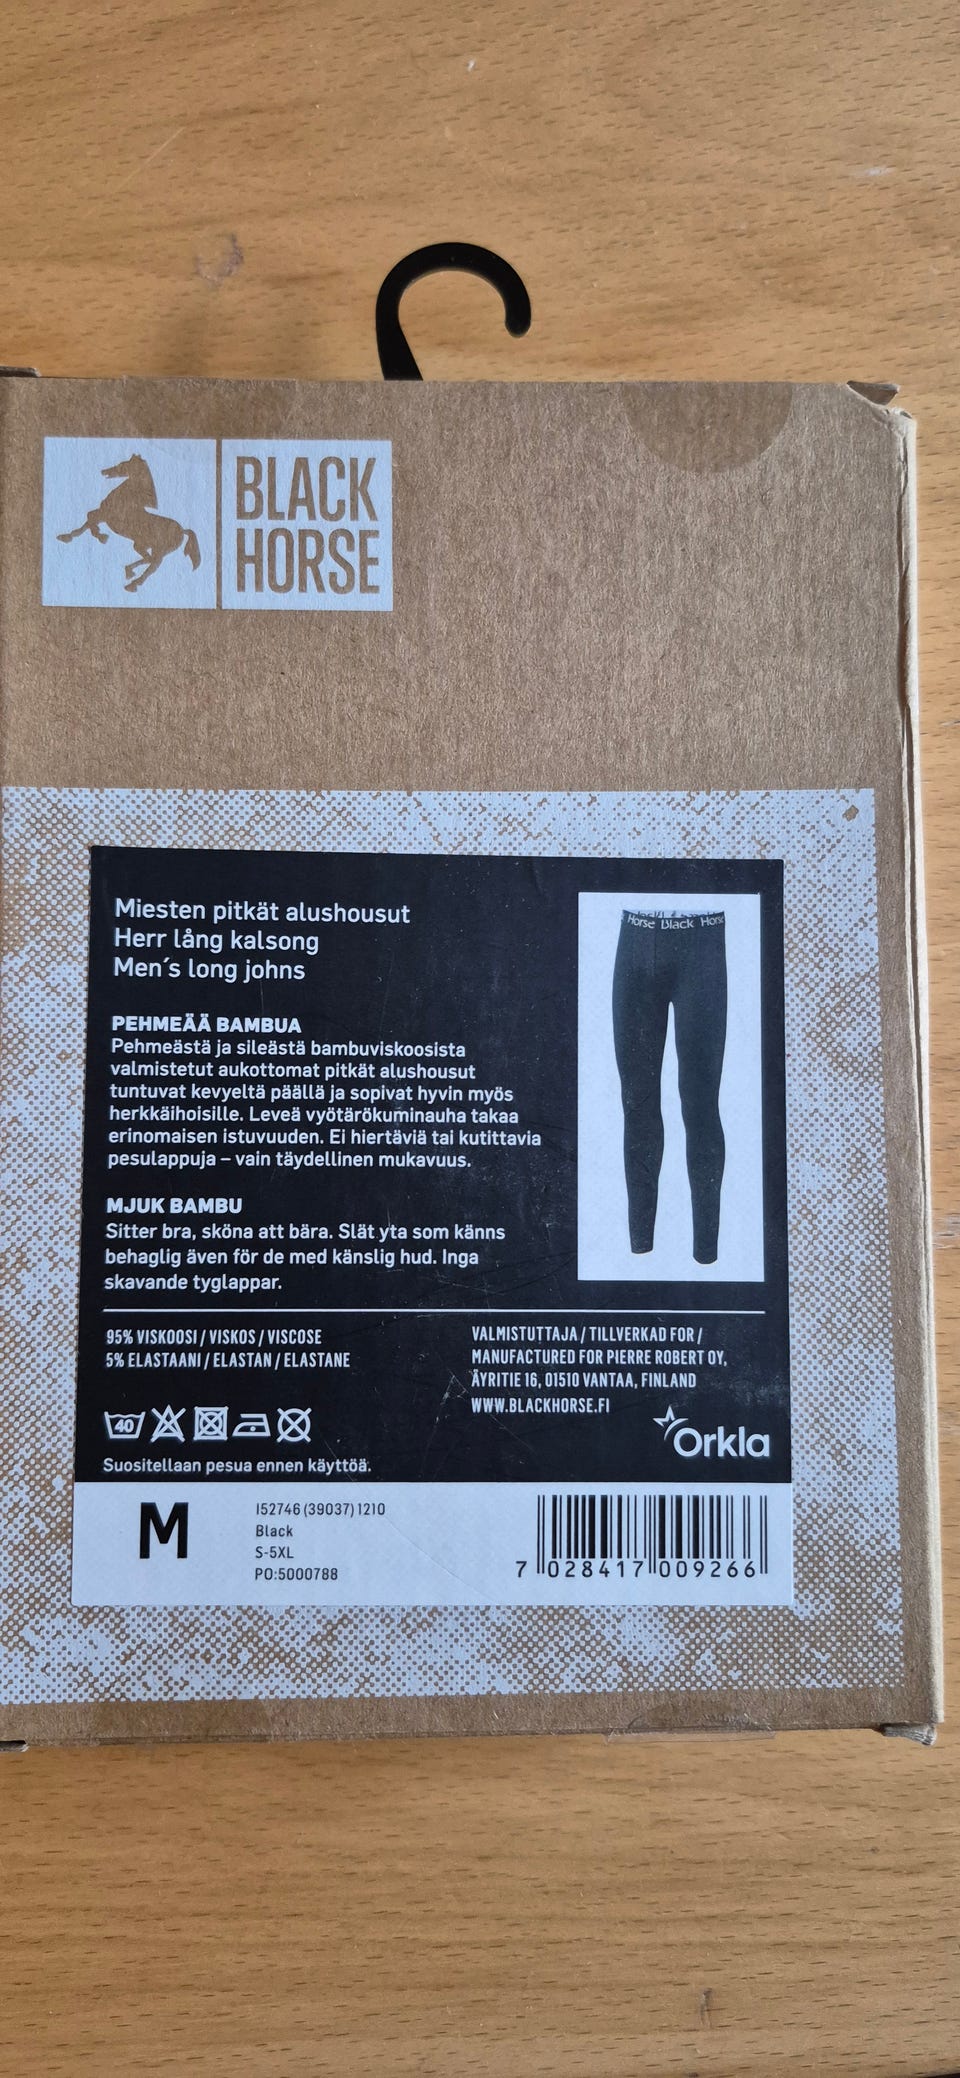 BLACK
HORSE
Miesten pitkät alushousut
Herr lång kalsong
Men´s long johns
PEHMEÄÄ BAMBUA
Pehmeästä ja sileästä bambuviskoosista
valmistetut aukottomat pitkät alushousut
tuntuvat kevyeltä päällä ja sopivat hyvin myös
herkkäihoisille. Leveä vyötärökuminauha takaa
erinomaisen istuvuuden. Ei hiertäviä tai kutittavia
pesulappuja – vain täydellinen mukavuus.
MJUK BAMBU
Sitter bra, sköna att bära. Slät yta som känns
behaglig även för de med känslig hud. Inga
skavande tyglappar.
Horse Black Horse
95% VISKOOSI / VISKOS / VISCOSE
5% ELASTAANI / ELASTAN / ELASTANE
40
Suositellaan pesua ennen käyttöä.
VALMISTUTTAJA / TILLVERKAD FOR /
MANUFACTURED FOR PIERRE ROBERT OY,
ÄYRITIE 16, 01510 VANTAA, FINLAND
WWW.BLACKHORSE.FI
Orkla
M
152746 (39037) 1210
Black
S-5XL
PO:5000788
7 028417 009266